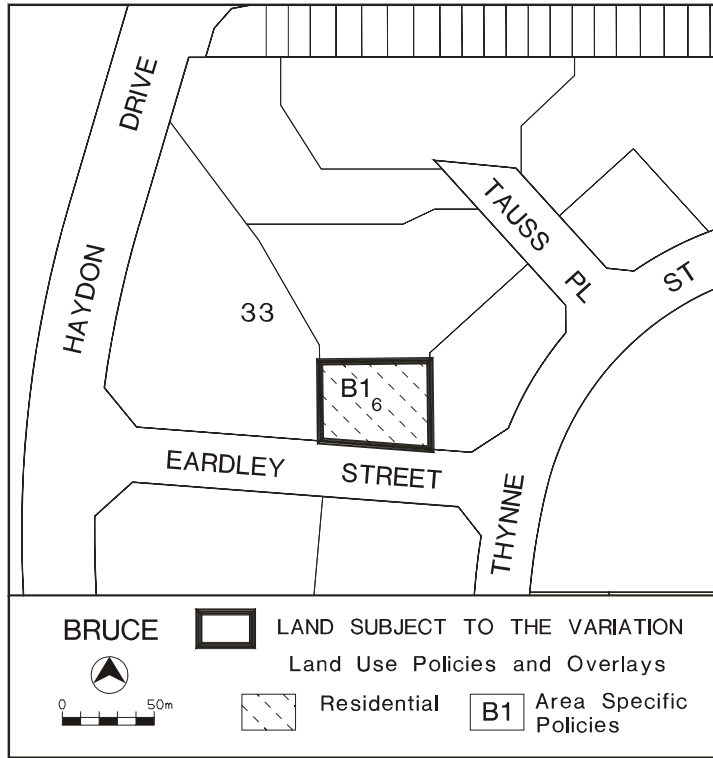 HAYDON DRIVE
TAUSS PL
ST
33
B1
6
EARDLEY STREET
THYNNE
BRUCE
LAND SUBJECT TO THE VARIATION
Land Use Policies and Overlays
0 50m
Residential
B1
Area Specific
Policies